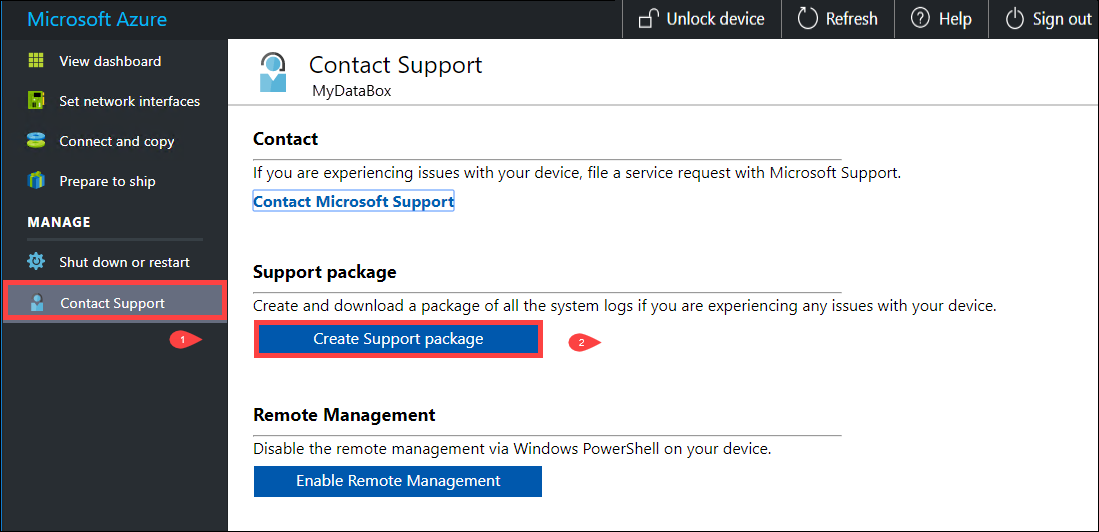 Microsoft Azure
Unlock device
Refresh
Help
Sign out
View dashboard
Set network interfaces
Connect and copy
Prepare to ship
MANAGE
Shut down or restart
Contact Support
1
Contact Support
MyDataBox
Contact
If you are experiencing issues with your device, file a service request with Microsoft Support.
Contact Microsoft Support
Support package
Create and download a package of all the system logs if you are experiencing any issues with your device.
Create Support package
2
Remote Management
Disable the remote management via Windows PowerShell on your device.
Enable Remote Management